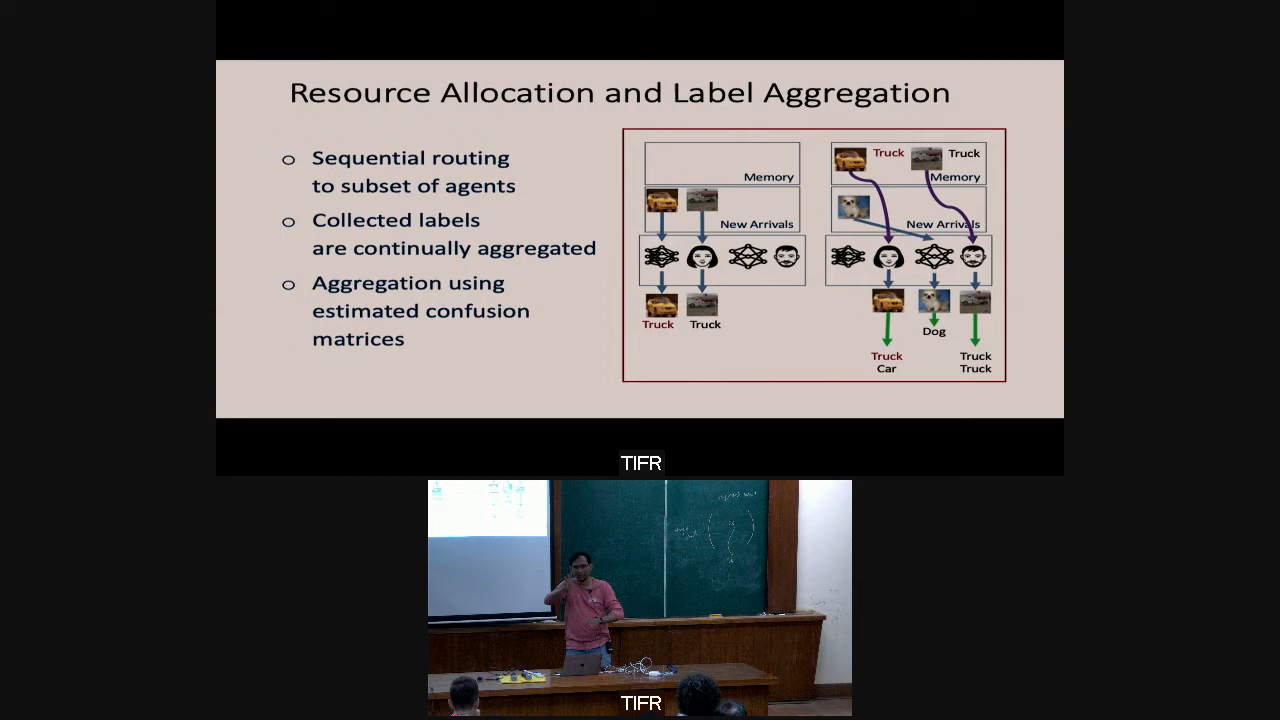 Resource Allocation and Label Aggregation
o Sequential routing
to subset of agents
o Collected labels
are continually aggregated
o Aggregation using
estimated confusion
matrices
Memory
New Arrivals
Truck
Truck
Truck
Truck
Memory
New Arrivals
Dog
Truck
Car
Truck
Truck
TIFR
TIFR